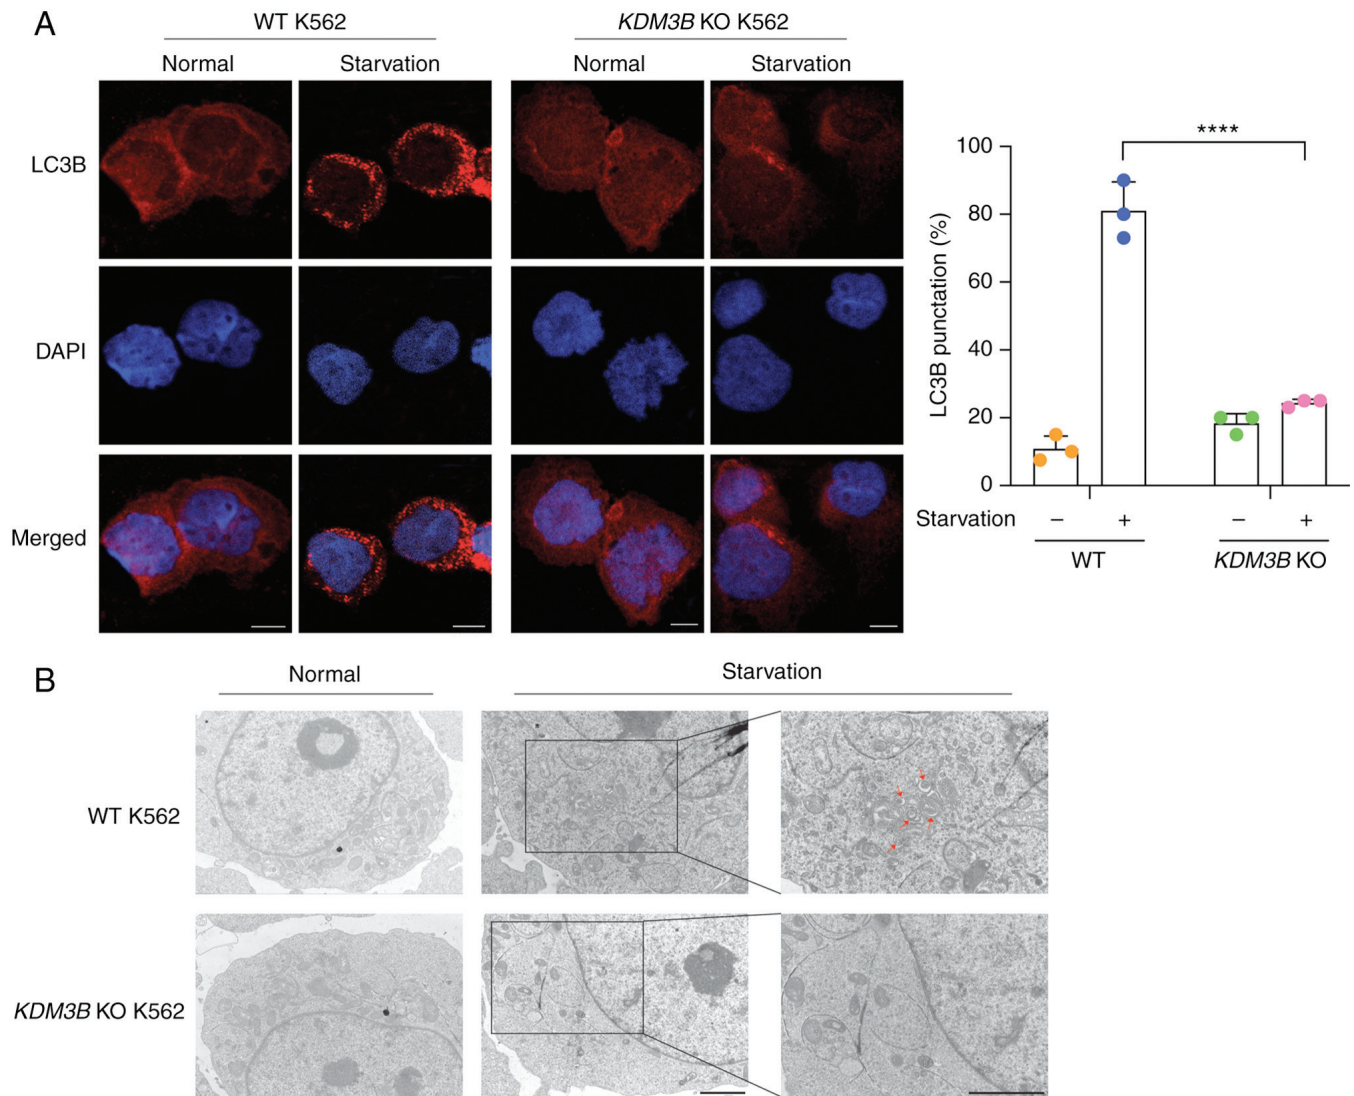 A
WT K562
KDM3B KO K562
Normal
Starvation
Normal
Starvation
LC3B
DAPI
Merged
LC3B punctation (%)
100
80
60
40
20
0
****
Starvation − + − +
WT
KDM3B KO
B
Normal
Starvation
WT K562
KDM3B KO K562